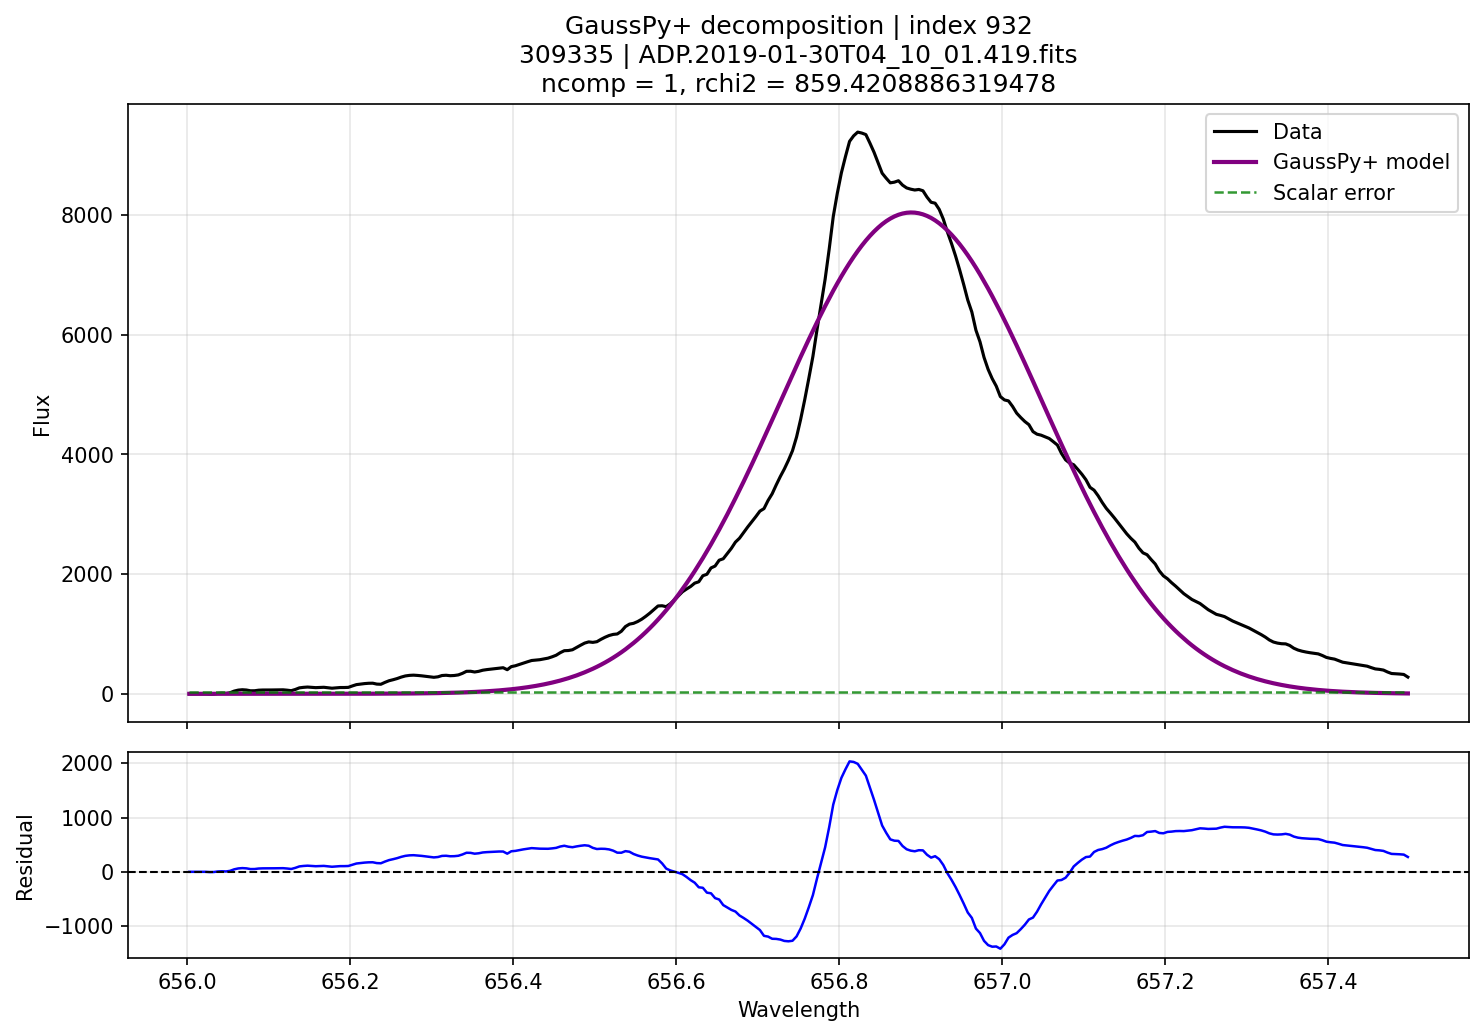 GaussPy+ decomposition | index 932
309335 | ADP.2019-01-30T04_10_01.419.fits
ncomp = 1, rchi2 = 859.4208886319478
Data
GaussPy+ model
Scalar error
Flux
8000
6000
4000
2000
0
Residual
2000
1000
0
−1000
656.0 656.2 656.4 656.6 656.8 657.0 657.2 657.4
Wavelength